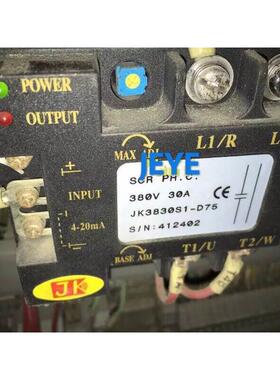 POWER
OUTPUT
MAX ADJ
L1/R
L
JEYE
+
INPUT
4-20mA
-
SCR PH.C.
380V 30A
CE
JK3830S1-D75
S/N:412402
BASE ADJ
T1/U
T2/W
JK